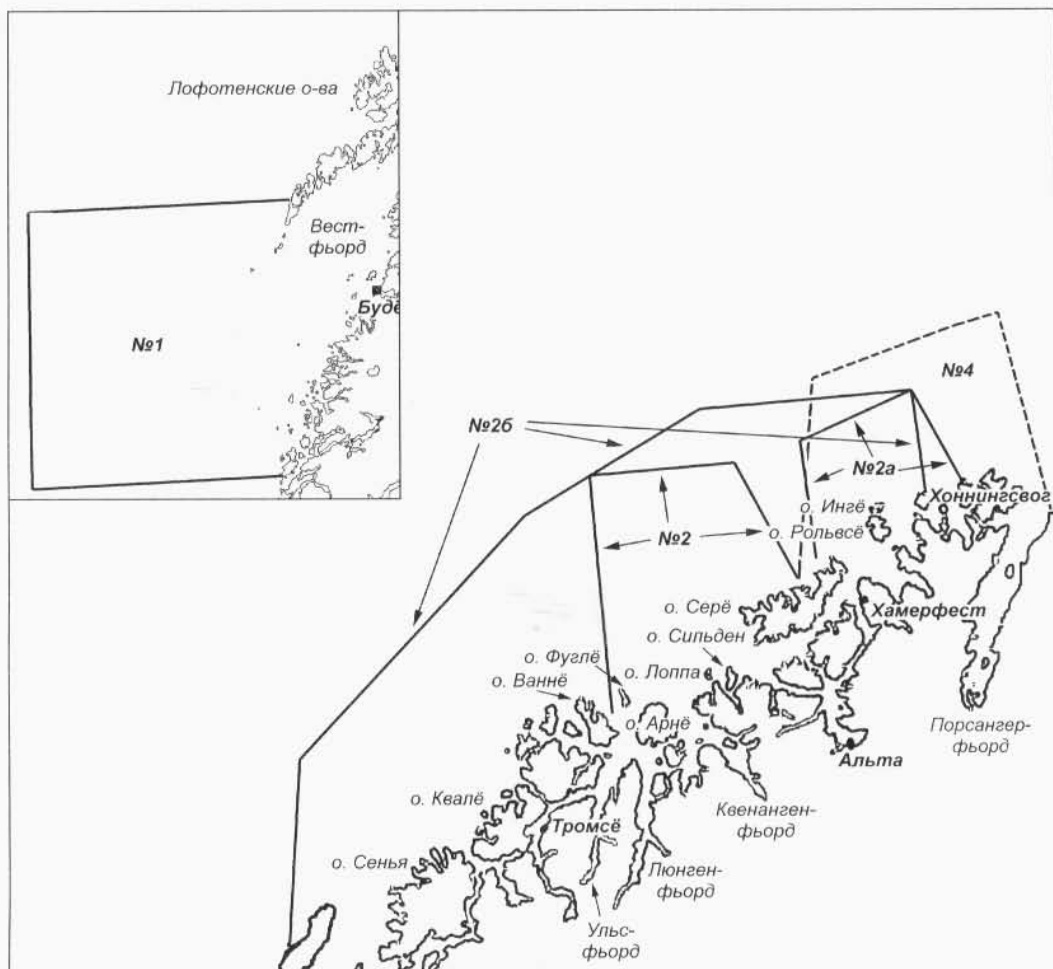 Лофотенские о-ва
Вест-
фьорд
Будё
№1
№4
№2б
№2а
Хоннингсвог
о. Ингё
№2
о. Рольвсё
Хамерфест
о. Серё
о. Сильден
о. Фуглё
о. Лоппа
о. Ваннё
о. Арнё
Порсангер-
фьорд
Альта
о. Квалё
Квенанген-
фьорд
Тромсё
о. Сенья
Люнген-
фьорд
Ульс-
фьорд